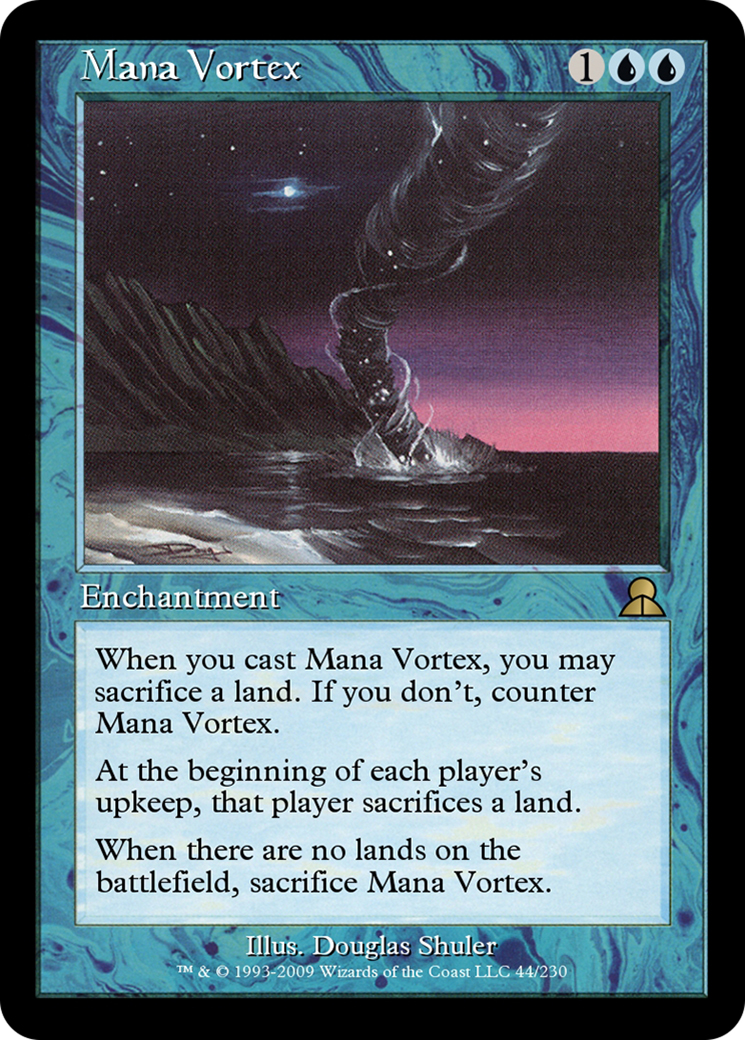 Mana Vortex 1
Enchantment
When you cast Mana Vortex, you may
sacrifice a land. If you don't, counter
Mana Vortex.
At the beginning of each player's
upkeep, that player sacrifices a land.
When there are no lands on the
battlefield, sacrifice Mana Vortex.
Illus. Douglas Shuler
™ & © 1993-2009 Wizards of the Coast LLC 44/230